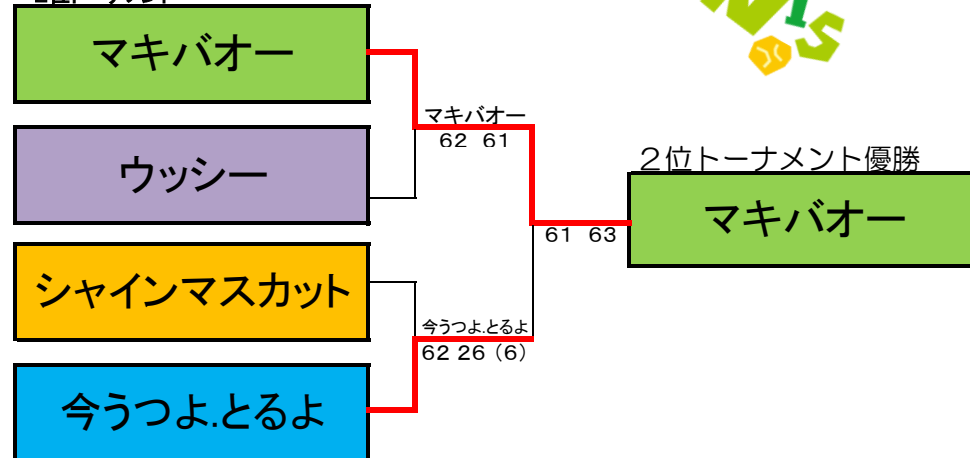 マキバオー
ウッシー
シャインマスカット
今うつよ.とるよ
マキバオー
62 61
今うつよ.とるよ
62 26 (6)
61 63
2位トーナメント優勝
マキバオー